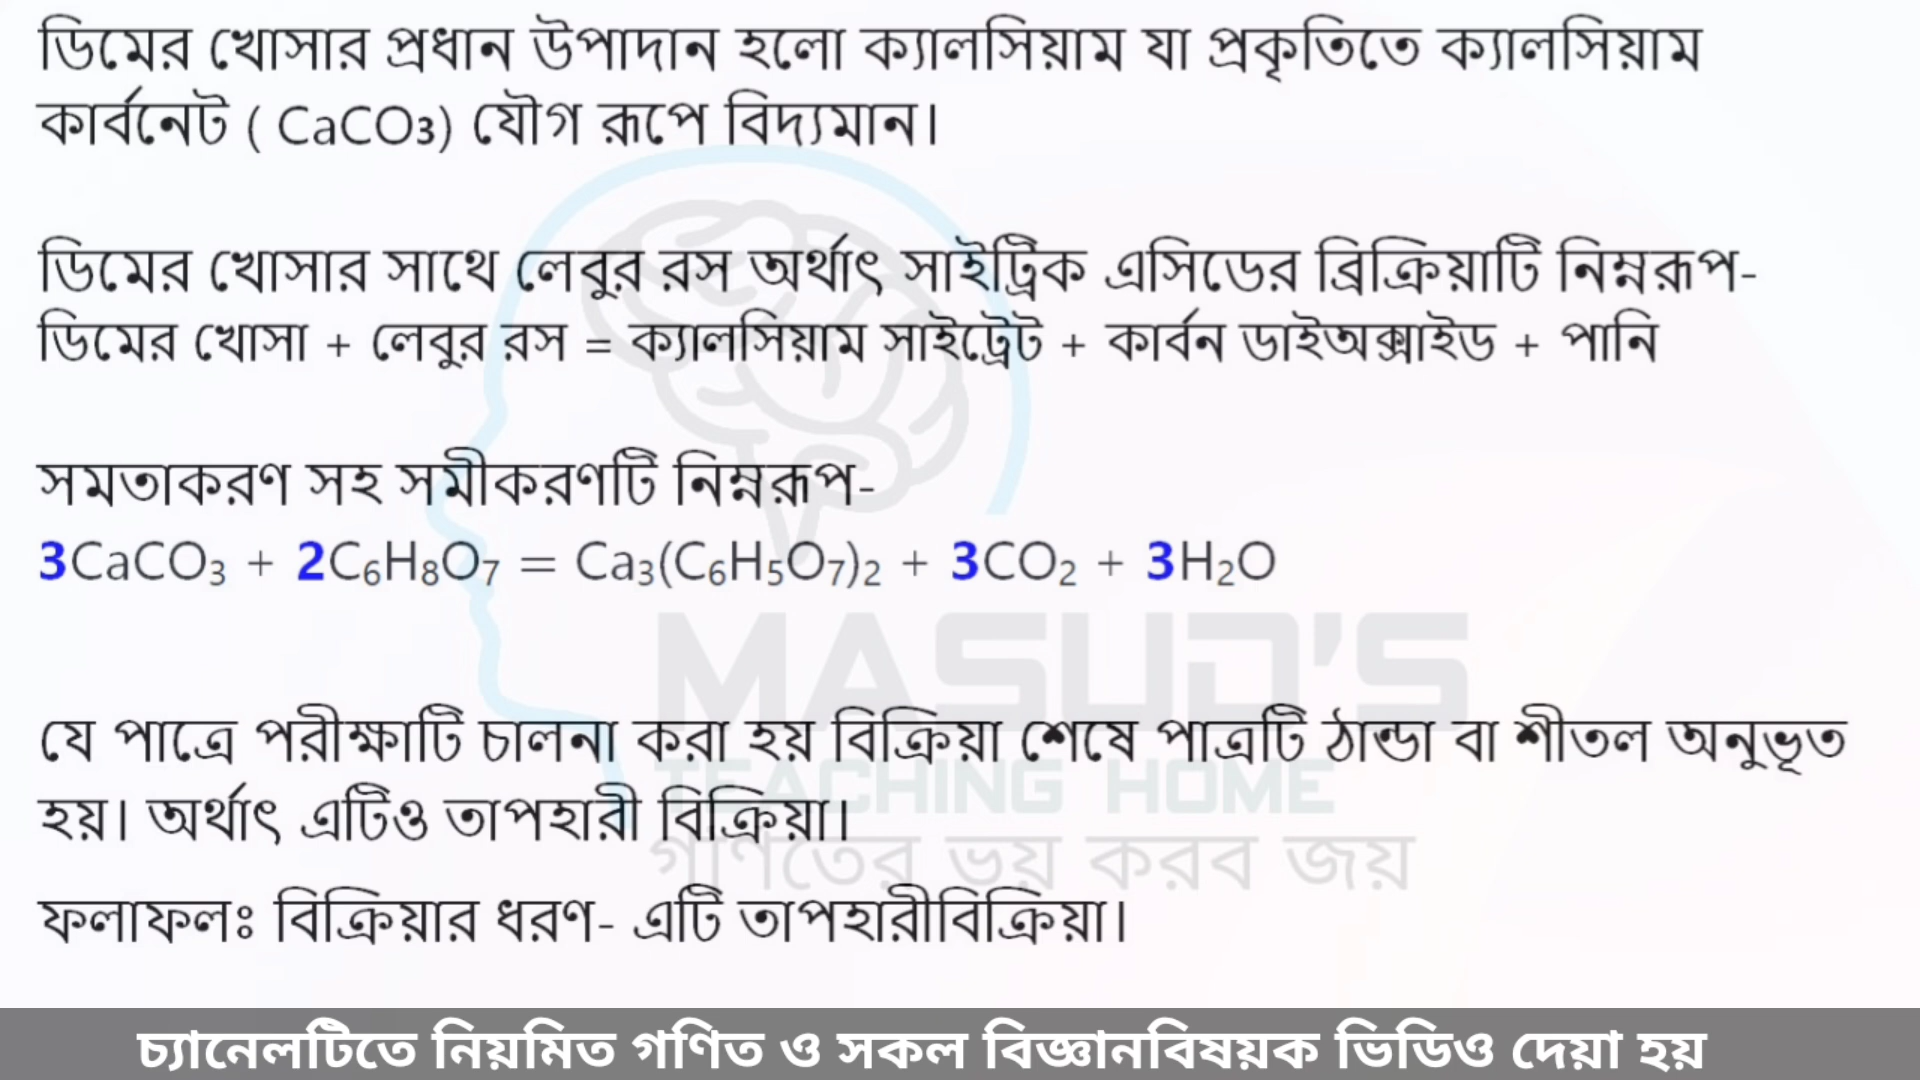 ডিমের খোসার প্রধান উপাদান হলো ক্যালসিয়াম যা প্রকৃতিতে ক্যালসিয়াম
কার্বনেট ( CaCO₃) যৌগ রূপে বিদ্যমান।
ডিমের খোসার সাথে লেবুর রস অর্থাৎ সাইট্রিক এসিডের ব্রিক্রিয়াটি নিম্নরূপ-
ডিমের খোসা + লেবুর রস = ক্যালসিয়াম সাইট্রেট + কার্বন ডাইঅক্সাইড + পানি
সমতাকরণ সহ সমীকরণটি নিম্নরূপ-
3CaCO₃ + 2C₆H₈O₇ = Ca₃(C₆H₅O₇)₂ + 3CO₂ + 3H₂O
MASUD'S
যে পাত্রে পরীক্ষাটি চালনা করা হয় বিক্রিয়া শেষে পাত্রটি ঠান্ডা বা শীতল অনুভূত
TEACHING HOME
হয়। অর্থাৎ এটিও তাপহারী বিক্রিয়া।
গণিতের ভয় করব জয়
ফলাফলঃ বিক্রিয়ার ধরণ- এটি তাপহারীবিক্রিয়া।
চ্যানেলটিতে নিয়মিত গণিত ও সকল বিজ্ঞানবিষয়ক ভিডিও দেয়া হয়